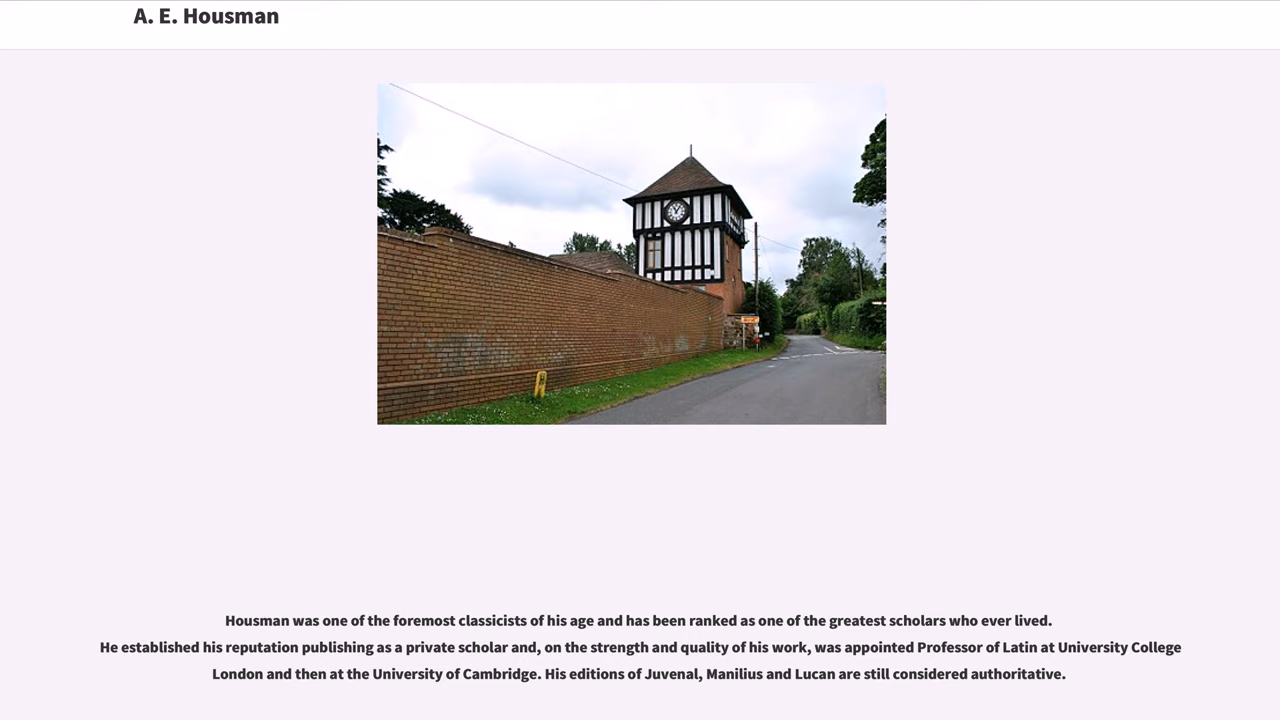 A. E. Housman
Housman was one of the foremost classicists of his age and has been ranked as one of the greatest scholars who ever lived.
He established his reputation publishing as a private scholar and, on the strength and quality of his work, was appointed Professor of Latin at University College
London and then at the University of Cambridge. His editions of Juvenal, Manilius and Lucan are still considered authoritative.